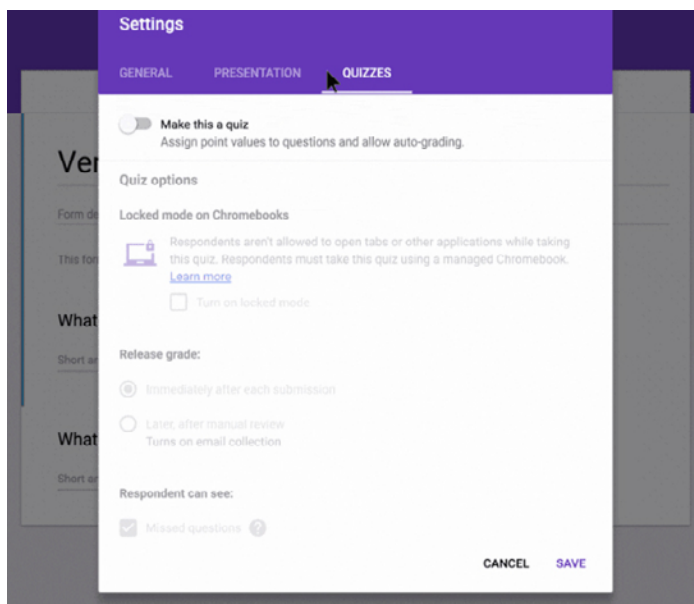 Settings
GENERAL PRESENTATION QUIZZES
Make this a quiz
Assign point values to questions and allow auto-grading.
Ver
Quiz options
Form de
Locked mode on Chromebooks
Respondents aren't allowed to open tabs or other applications while taking
this quiz. Respondents must take this quiz using a managed Chromebook.
This for
Learn more
Turn on locked mode
What
Release grade:
Short an
Immediately after each submission
Later, after manual review
Turns on email collection
What
Short an
Respondent can see:
Missed questions ?
CANCEL SAVE